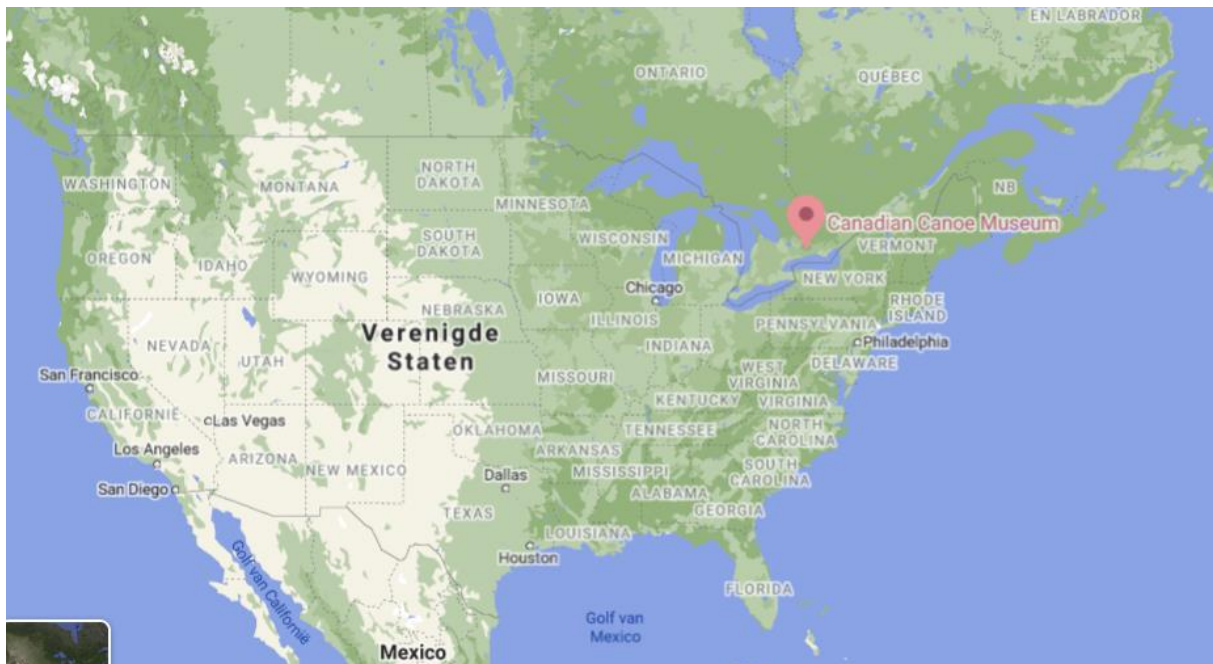 EN LABRADOR
ONTARIO
QUÉBEC
WASHINGTON
MONTANA
NORTH
DAKOTA
MINNESOTA
NB
Canadian Canoe Museum
OREGON
IDAHO
WYOMING
SOUTH
DAKOTA
WISCONSIN
MICHIGAN
VERMONT
NEW YORK
Chicago
IOWA
NEBRASKA
ILLINOIS
RHODE
ISLAND
Verenigde
Staten
NEVADA
UTAH
INDIANA
PENNSYLVANIA
Philadelphia
DELAWARE
San Francisco
MISSOURI
WEST
VIRGINIA
KENTUCKY
VIRGINIA
CALIFORNIË
Las Vegas
OKLAHOMA
TENNESSEE
NORTH
CAROLINA
Los Angeles
ARIZONA
NEW MEXICO
ARKANSAS
MISSISSIPPI
SOUTH
CAROLINA
San Diego
Dallas
ALABAMA
GEORGIA
TEXAS
LOUISIANA
Houston
Golf van Californië
FLORIDA
Golf van
Mexico
Mexico